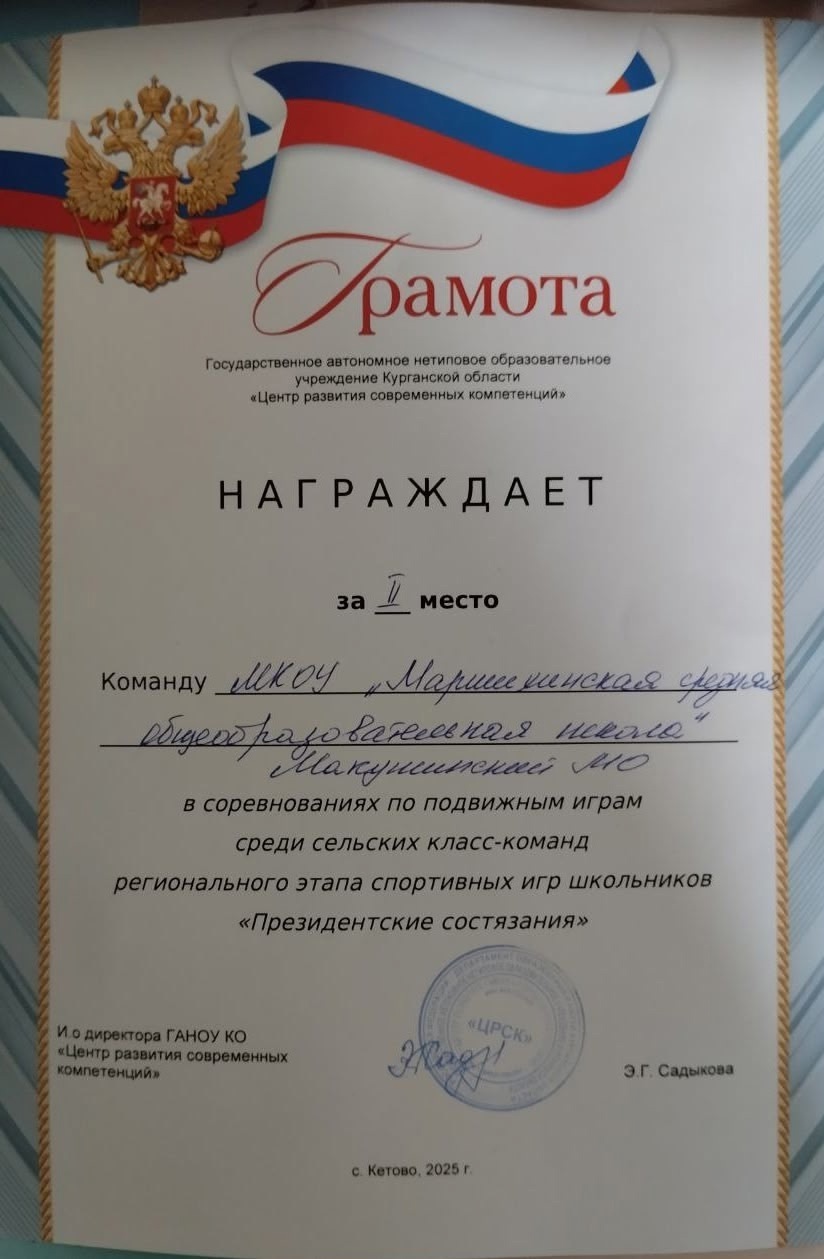 Грамота
Государственное автономное нетиповое образовательное
учреждение Курганской области
«Центр развития современных компетенций»
НАГРАЖДАЕТ
за II место
Команду МКОУ „Маршихинская средняя
общеобразовательная школа"
Макушинский МО
в соревнованиях по подвижным играм
среди сельских класс-команд
регионального этапа спортивных игр школьников
«Президентские состязания»
И.о директора ГАНОУ КО
«Центр развития современных
компетенций»
«ЦРСК»
Э.Г. Садыкова
с. Кетово, 2025 г.